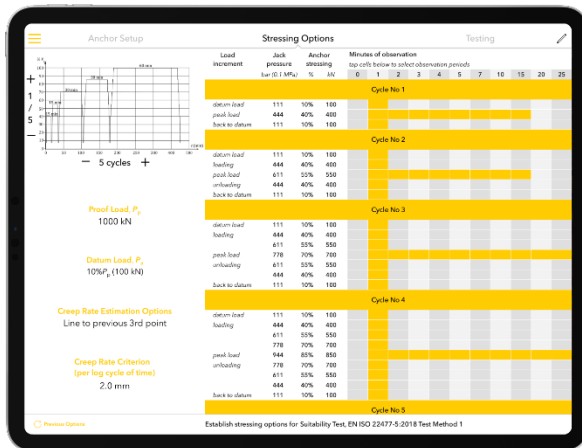 Anchor Setup
Stressing Options
Testing
+
1
/
5
−
− 5 cycles +
Proof Load, Pp
1000 kN
Datum Load, Pa
10%Pp (100 kN)
Creep Rate Estimation Options
Line to previous 3rd point
Creep Rate Criterion
(per log cycle of time)
2.0 mm
Previous Options
Load increment Jack pressure Anchor stressing Minutes of observation
tap cells below to select observation periods
bar (0.1 MPa) % kN 0 1 2 3 4 5 7 10 15 20 25
Cycle No 1
datum load 111 10% 100
peak load 444 40% 400
back to datum 111 10% 100
Cycle No 2
datum load 111 10% 100
loading 444 40% 400
peak load 611 55% 550
unloading 444 40% 400
back to datum 111 10% 100
Cycle No 3
datum load 111 10% 100
loading 444 40% 400
611 55% 550
peak load 778 70% 700
unloading 611 55% 550
444 40% 400
back to datum 111 10% 100
Cycle No 4
datum load 111 10% 100
loading 444 40% 400
611 55% 550
778 70% 700
peak load 944 85% 850
unloading 778 70% 700
611 55% 550
444 40% 400
back to datum 111 10% 100
Cycle No 5
Establish stressing options for Suitability Test, EN ISO 22477-5:2018 Test Method 1